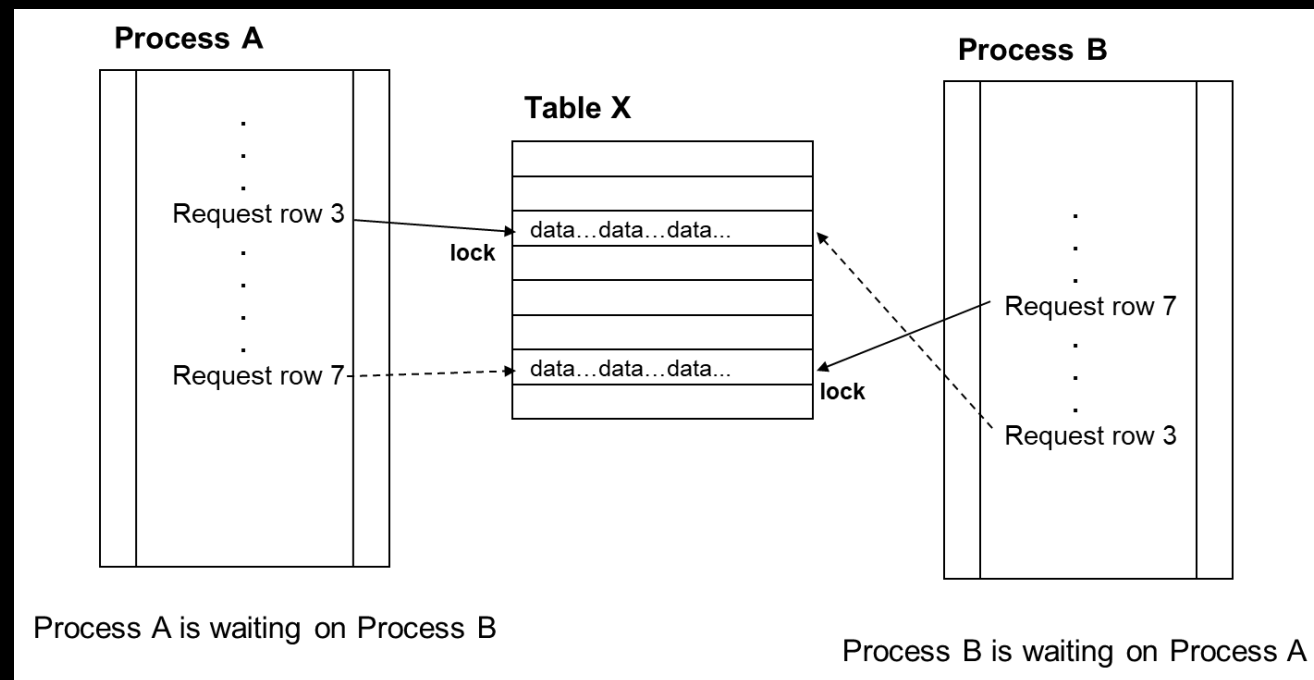 Process A
Process B
Table X
.
.
.
Request row 3
lock
data…data…data...
.
.
.
.
Request row 7
data…data…data...
lock
.
.
.
Request row 7
.
.
.
Request row 3
Process A is waiting on Process B
Process B is waiting on Process A